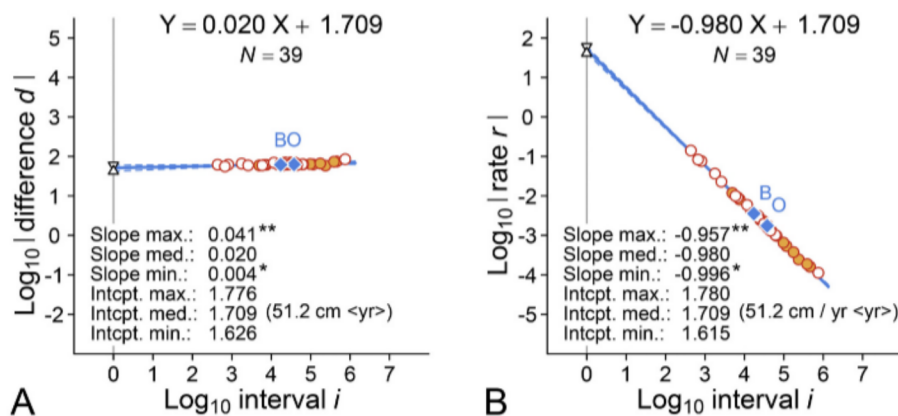 Y = 0.020 X + 1.709
N = 39
Log10 | difference d |
5
4
3
2
1
0
-1
-2
BO
Slope max.: 0.041**
Slope med.: 0.020
Slope min.: 0.004*
Intcpt. max.: 1.776
Intcpt. med.: 1.709 (51.2 cm <yr>)
Intcpt. min.: 1.626
0 1 2 3 4 5 6 7
Log10 interval i
A
Y = -0.980 X + 1.709
N = 39
Log10 | rate r |
2
1
0
-1
-2
-3
-4
-5
B
O
Slope max.: -0.957**
Slope med.: -0.980
Slope min.: -0.996*
Intcpt. max.: 1.780
Intcpt. med.: 1.709 (51.2 cm / yr <yr>)
Intcpt. min.: 1.615
0 1 2 3 4 5 6 7
Log10 interval i
B